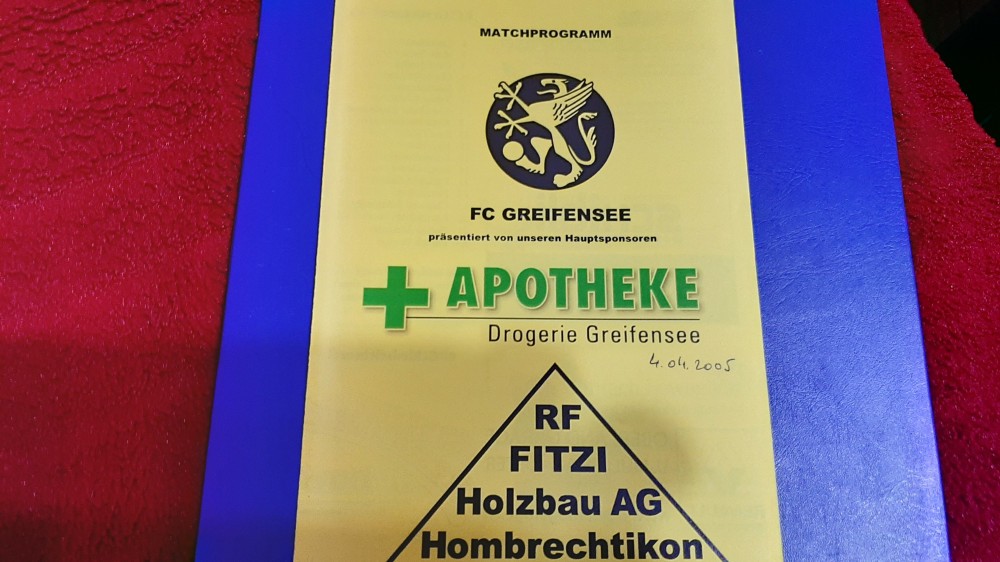 MATCHPROGRAMM
FC GREIFENSEE
präsentiert von unseren Hauptsponsoren
APOTHEKE
Drogerie Greifensee
4.04.2005
RF
FITZI
Holzbau AG
Hombrechtikon